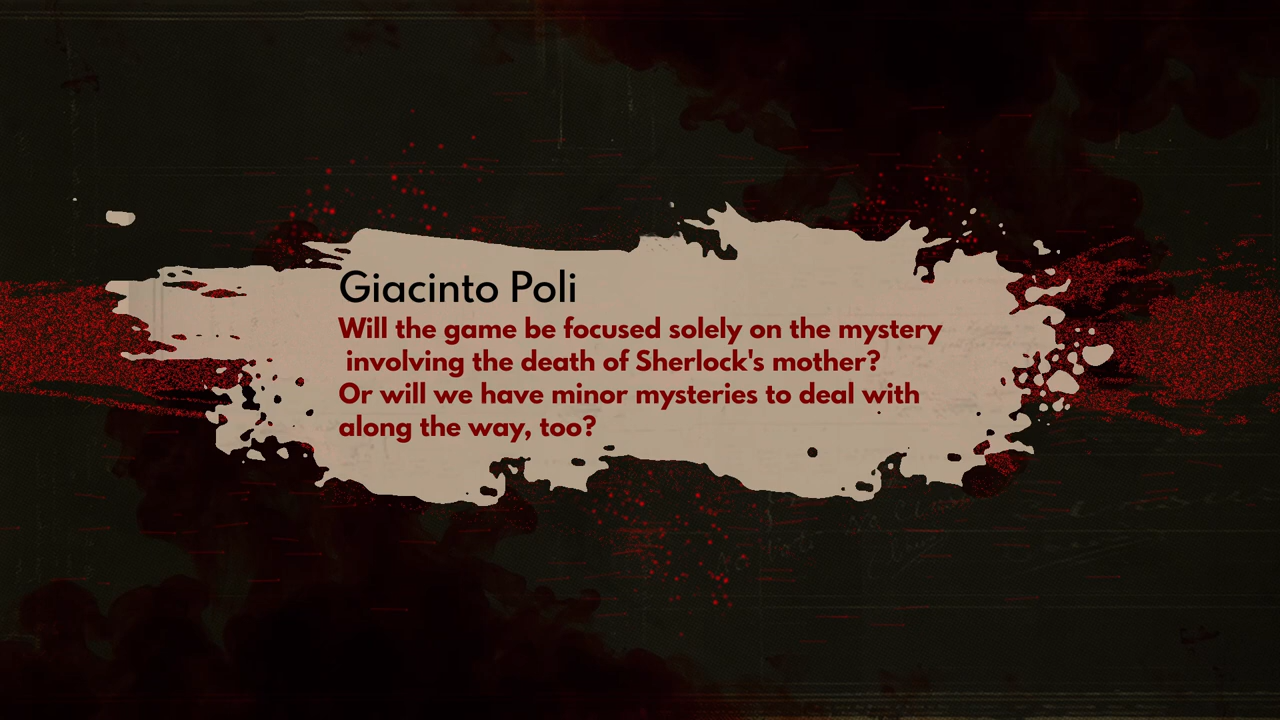 Giacinto Poli
Will the game be focused solely on the mystery
involving the death of Sherlock's mother?
Or will we have minor mysteries to deal with
along the way, too?